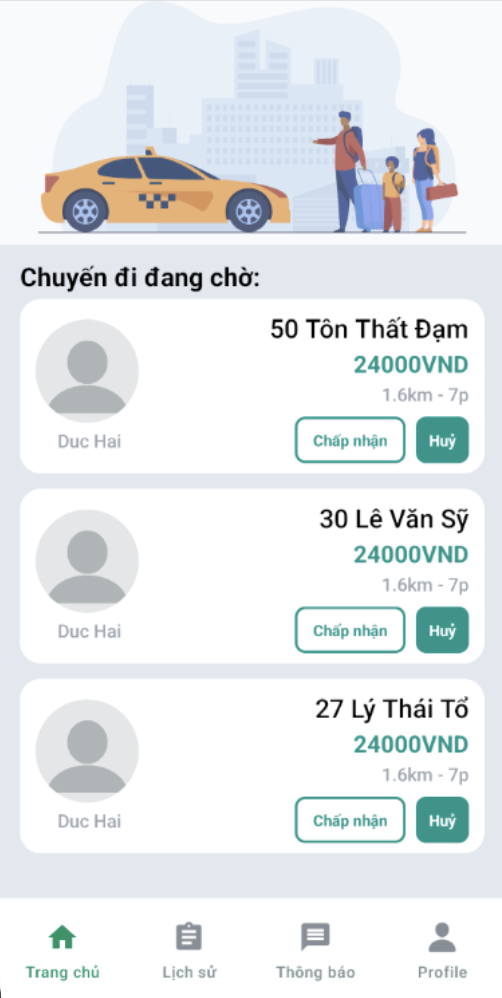 Chuyến đi đang chờ:
50 Tôn Thất Đạm
24000VND
1.6km - 7p
Duc Hai
Chấp nhận
Huỷ
30 Lê Văn Sỹ
24000VND
1.6km - 7p
Duc Hai
Chấp nhận
Huỷ
27 Lý Thái Tổ
24000VND
1.6km - 7p
Duc Hai
Chấp nhận
Huỷ
Trang chủ
Lịch sử
Thông báo
Profile